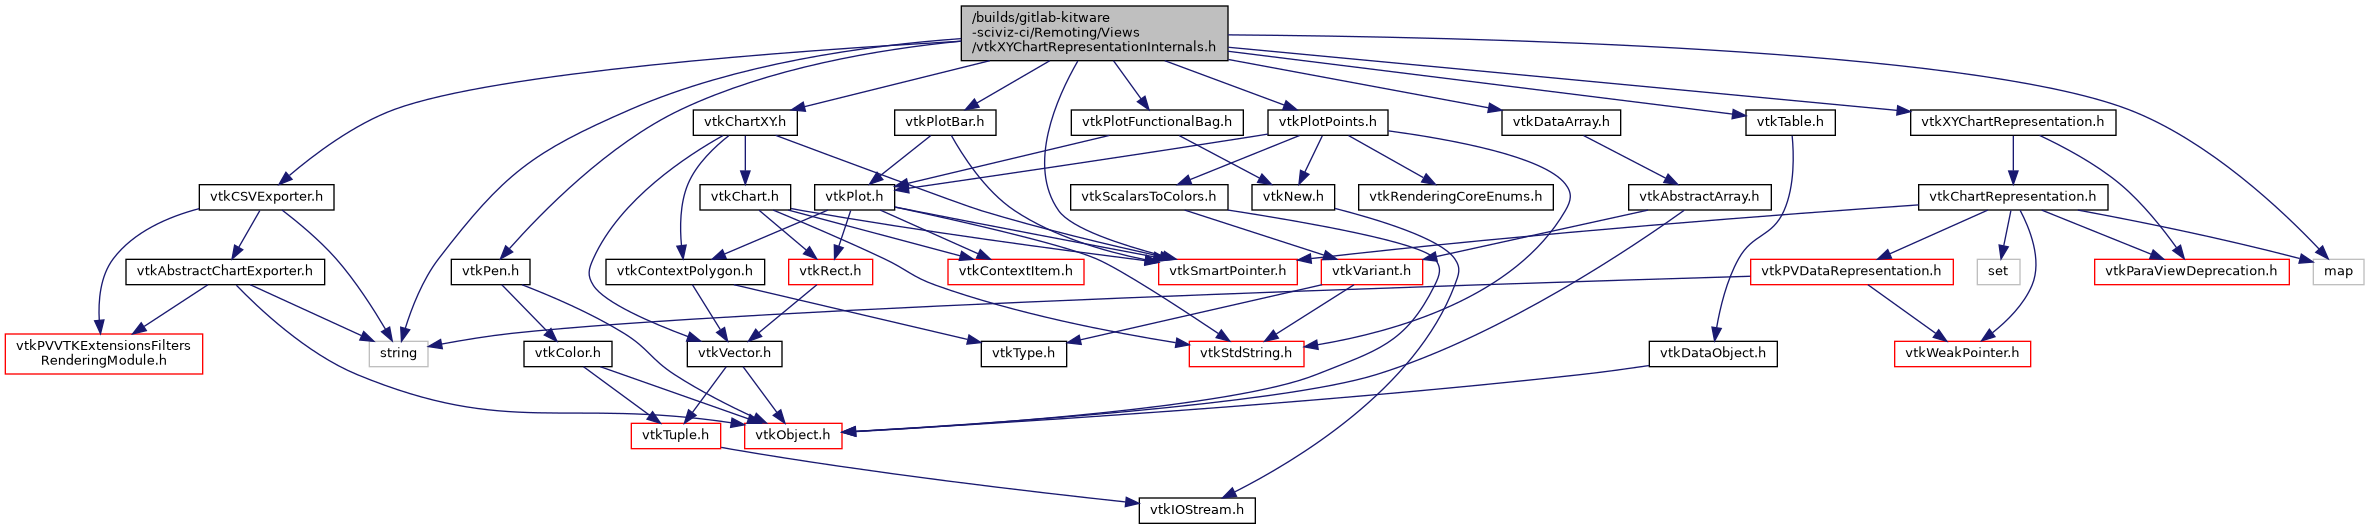 /builds/gitlab-kitware
-sciviz-ci/Remoting/Views
/vtkXYChartRepresentationInternals.h
vtkChartXY.h
vtkPlotBar.h
vtkPlotFunctionalBag.h
vtkPlotPoints.h
vtkDataArray.h
vtkTable.h
vtkXYChartRepresentation.h
vtkCSVExporter.h
vtkChart.h
vtkPlot.h
vtkScalarsToColors.h
vtkNew.h
vtkRenderingCoreEnums.h
vtkAbstractArray.h
vtkChartRepresentation.h
vtkAbstractChartExporter.h
vtkPen.h
vtkContextPolygon.h
vtkRect.h
vtkContextItem.h
vtkSmartPointer.h
vtkVariant.h
vtkPVDataRepresentation.h
set
vtkParaViewDeprecation.h
map
vtkPVVTKExtensionsFilters
RenderingModule.h
string
vtkColor.h
vtkVector.h
vtkType.h
vtkStdString.h
vtkDataObject.h
vtkWeakPointer.h
vtkTuple.h
vtkObject.h
vtkIOStream.h